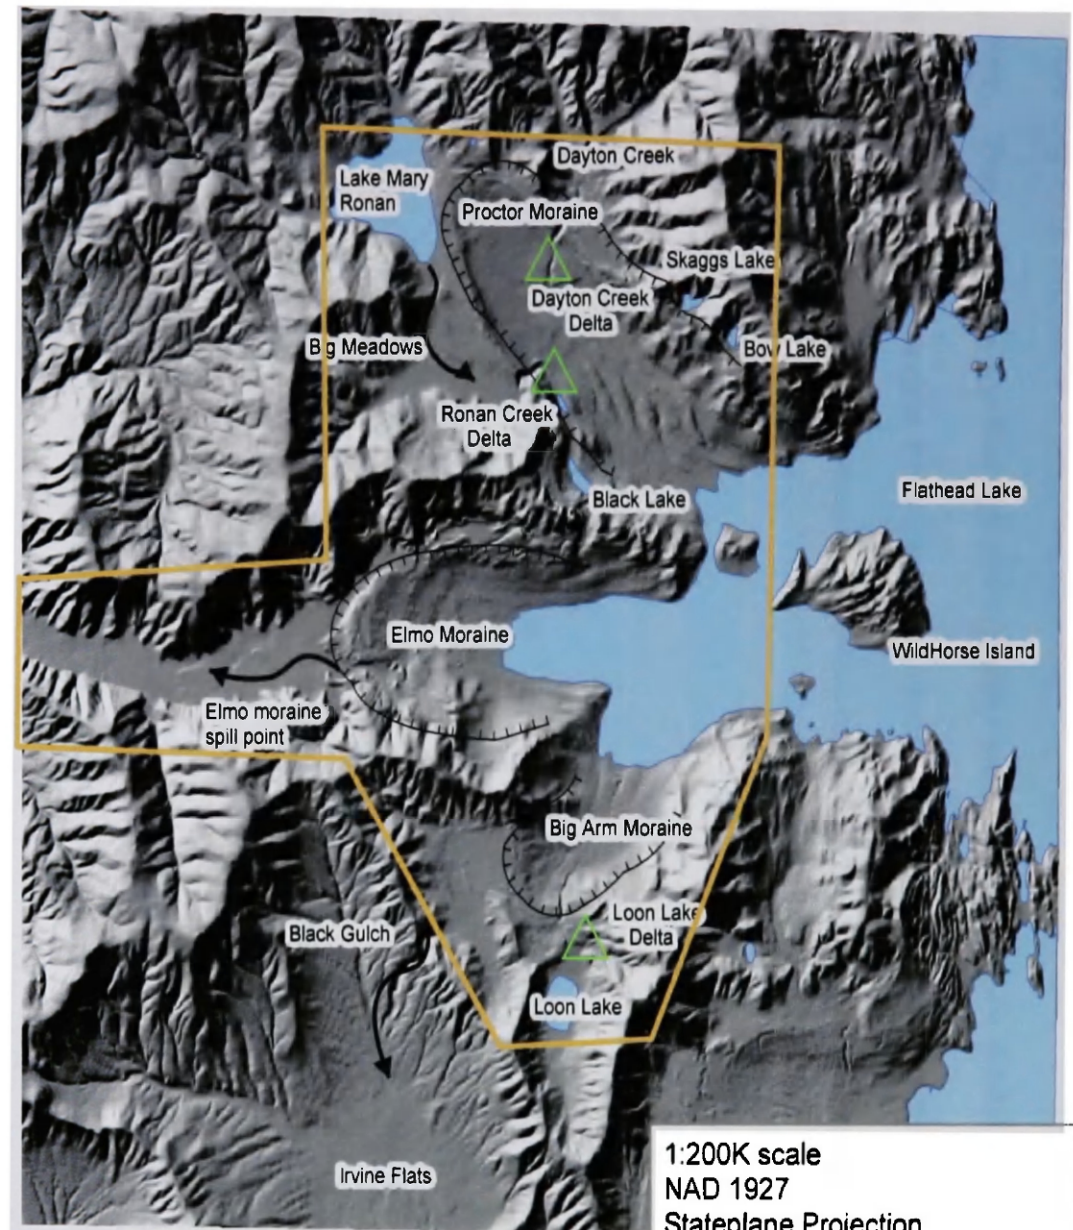 Dayton Creek
Lake Mary
Ronan
Proctor Moraine
Skaggs Lake
Dayton Creek
Delta
Big Meadows
Bow Lake
Ronan Creek
Delta
Black Lake
Flathead Lake
Elmo Moraine
WildHorse Island
Elmo moraine
spill point
Big Arm Moraine
Loon Lake
Delta
Black Gulch
Loon Lake
Irvine Flats
1:200K scale
NAD 1927
Stateplane Projection